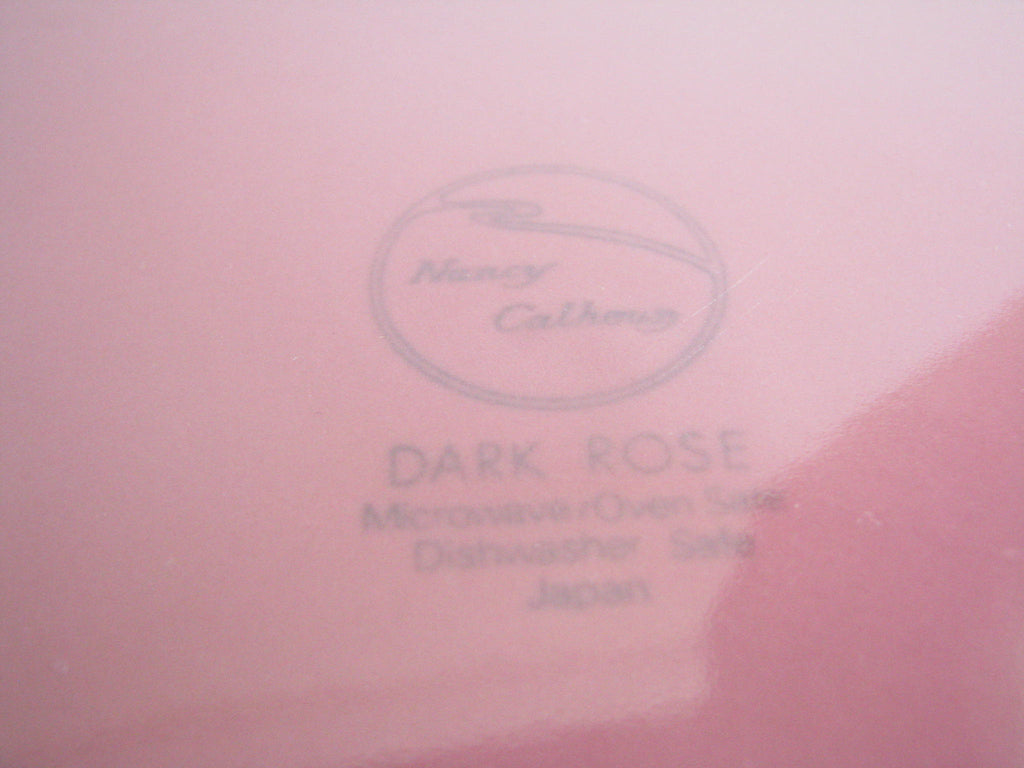 Nancy
Calhoun
DARK ROSE
Microwave/Oven Safe
Dishwasher Safe
Japan